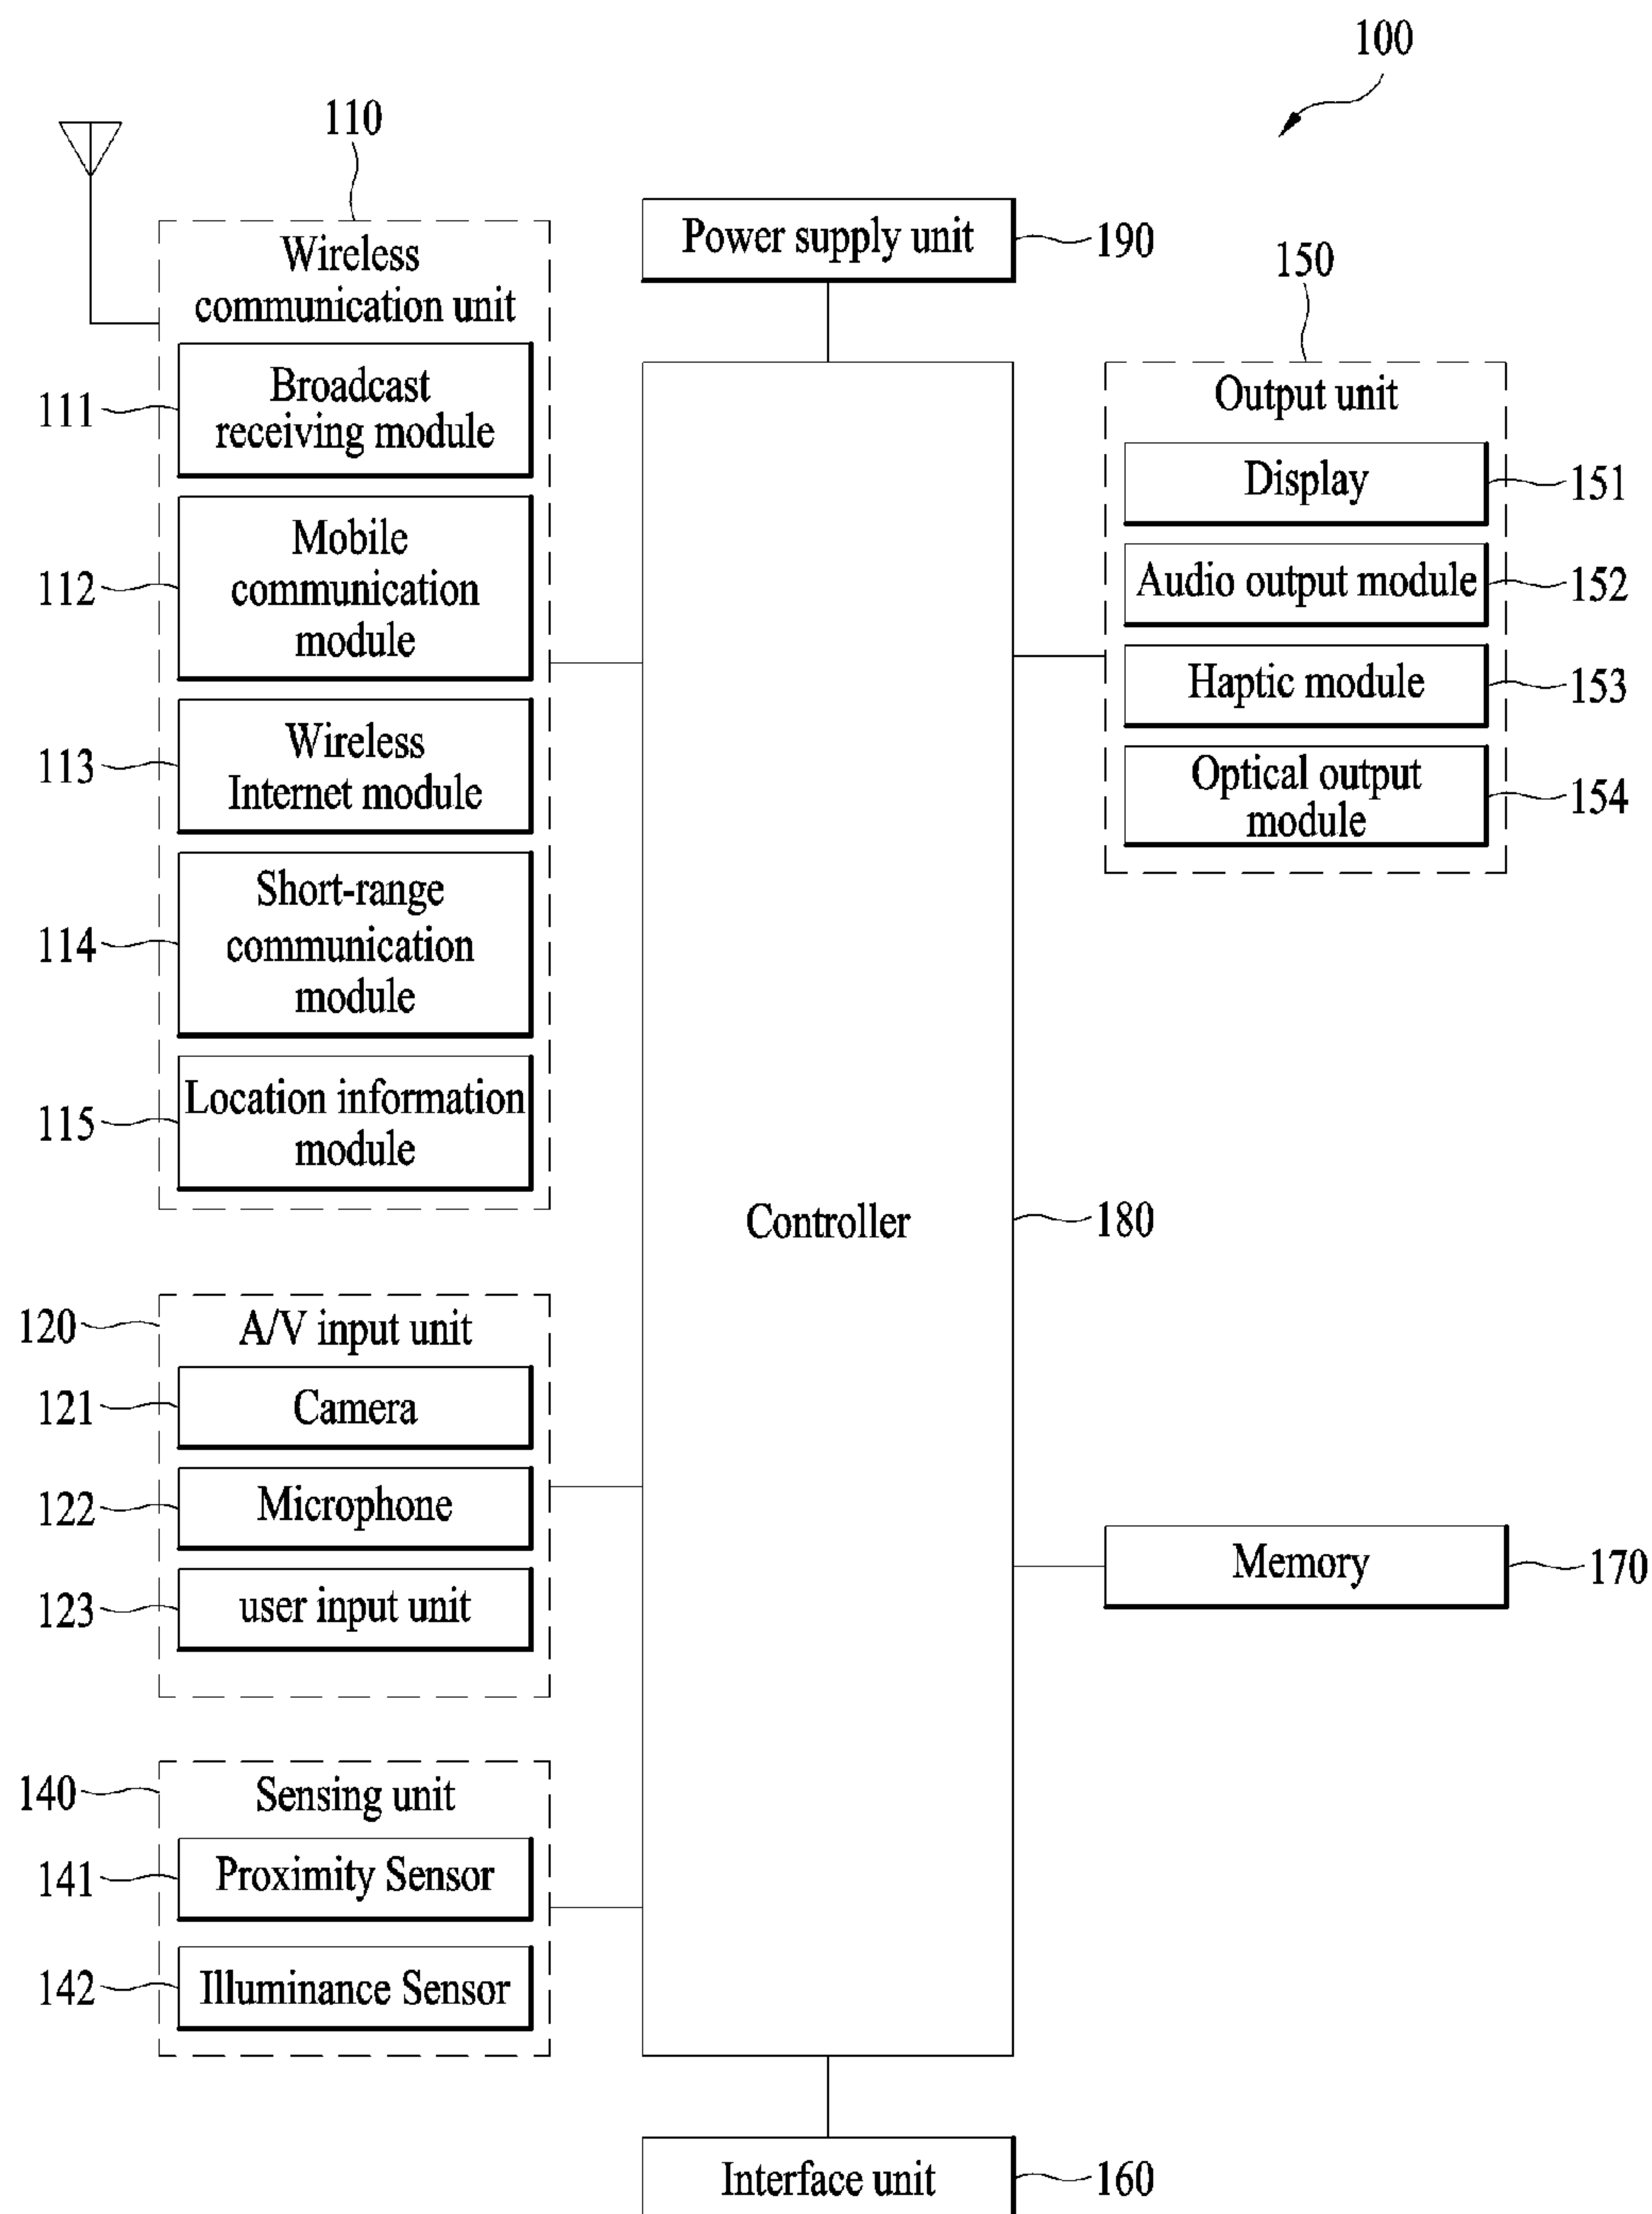 100
110
Wireless
communication unit
111
Broadcast
receiving module
112
Mobile
communication
module
113
Wireless
Internet module
114
Short-range
communication
module
115
Location information
module
120
A/V input unit
121
Camera
122
Microphone
123
user input unit
140
Sensing unit
141
Proximity Sensor
142
Illuminance Sensor
Power supply unit
190
Controller
180
Interface unit
160
150
Output unit
Display
151
Audio output module
152
Haptic module
153
Optical output
module
154
Memory
170